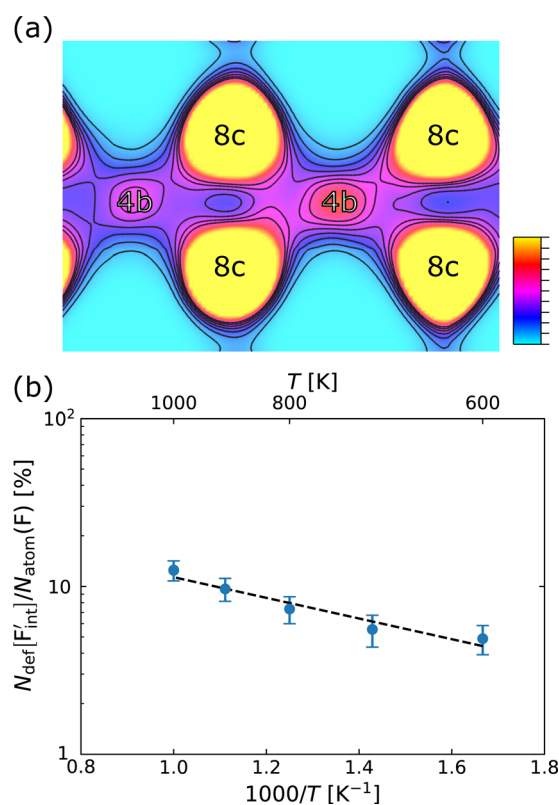 (a)
8c 8c
4b 4b
8c 8c
(b)
T [K]
1000 800 600
10²
10
1
N_def[F′_int]/N_atom(F) [%]
0.8 1.0 1.2 1.4 1.6 1.8
1000/T [K⁻¹]